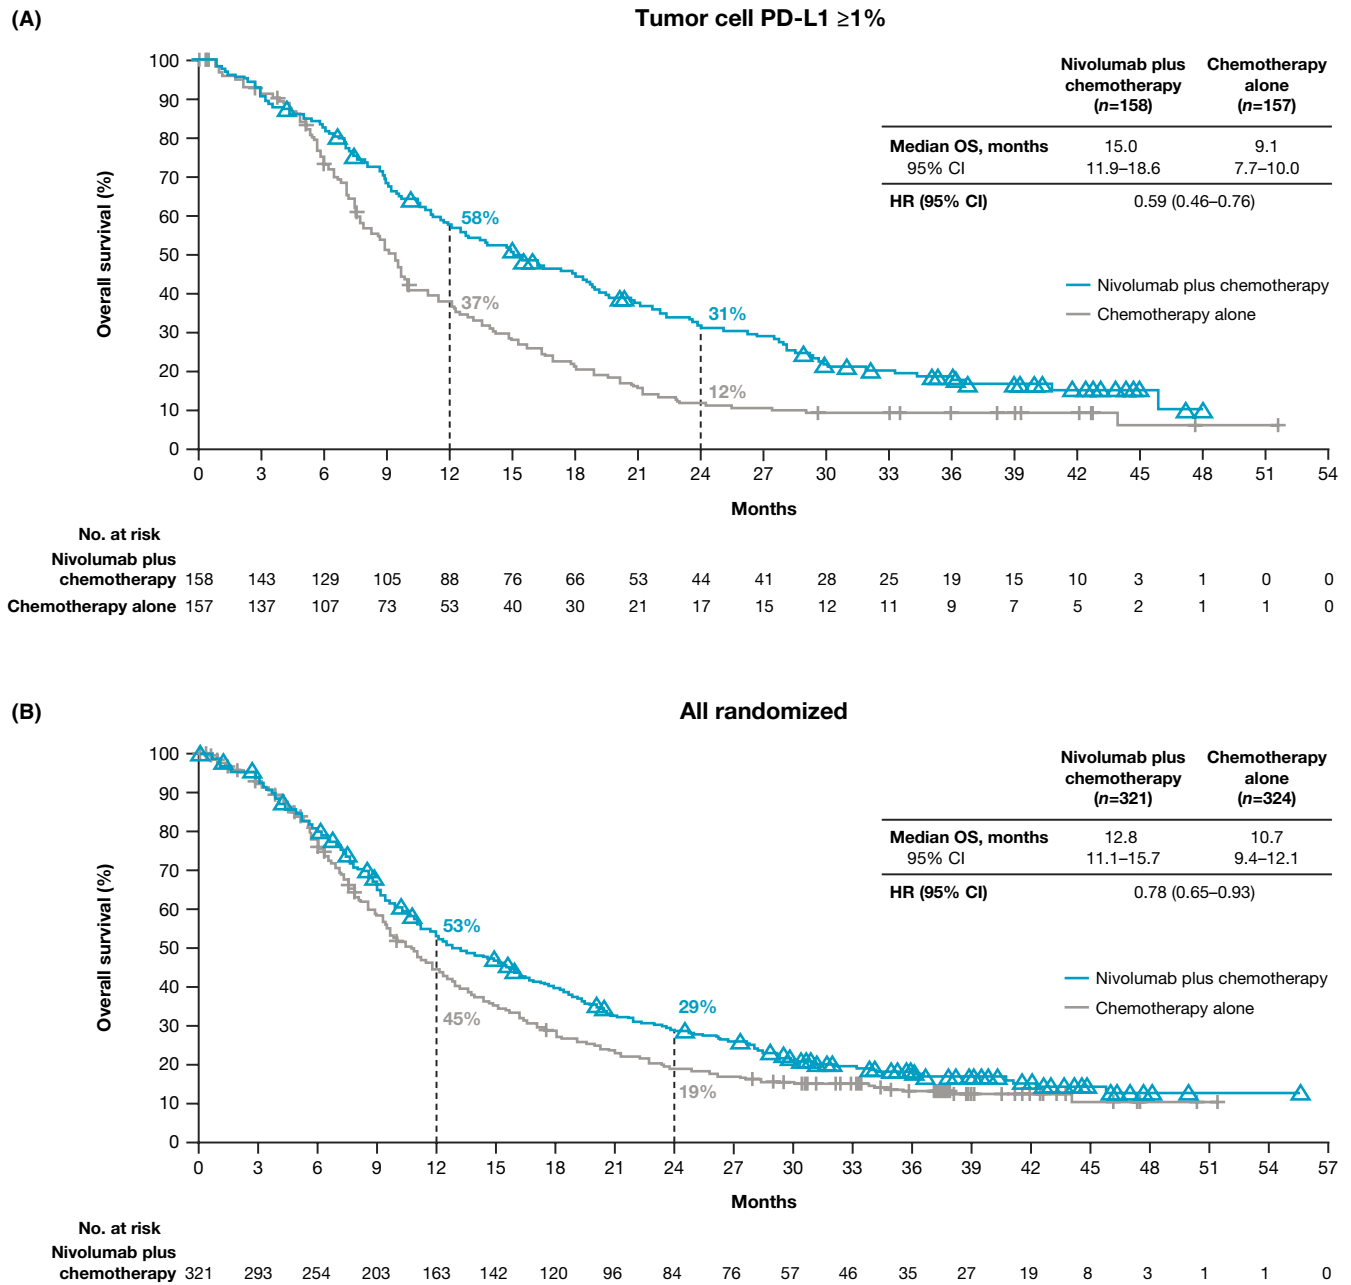 (A)
Tumor cell PD-L1 ≥1%
Nivolumab plus chemotherapy (n=158)
Chemotherapy alone (n=157)
Median OS, months 15.0 9.1
95% CI 11.9–18.6 7.7–10.0
HR (95% CI) 0.59 (0.46–0.76)
Overall survival (%)
100
90
80
70
60
50
40
30
20
10
0
58%
37%
31%
12%
Nivolumab plus chemotherapy
Chemotherapy alone
0 3 6 9 12 15 18 21 24 27 30 33 36 39 42 45 48 51 54
Months
No. at risk
Nivolumab plus
chemotherapy 158 143 129 105 88 76 66 53 44 41 28 25 19 15 10 3 1 0 0
Chemotherapy alone 157 137 107 73 53 40 30 21 17 15 12 11 9 7 5 2 1 1 0
(B)
All randomized
Nivolumab plus chemotherapy (n=321)
Chemotherapy alone (n=324)
Median OS, months 12.8 10.7
95% CI 11.1–15.7 9.4–12.1
HR (95% CI) 0.78 (0.65–0.93)
Overall survival (%)
100
90
80
70
60
50
40
30
20
10
0
53%
45%
29%
19%
Nivolumab plus chemotherapy
Chemotherapy alone
0 3 6 9 12 15 18 21 24 27 30 33 36 39 42 45 48 51 54 57
Months
No. at risk
Nivolumab plus
chemotherapy 321 293 254 203 163 142 120 96 84 76 57 46 35 27 19 8 3 1 1 0